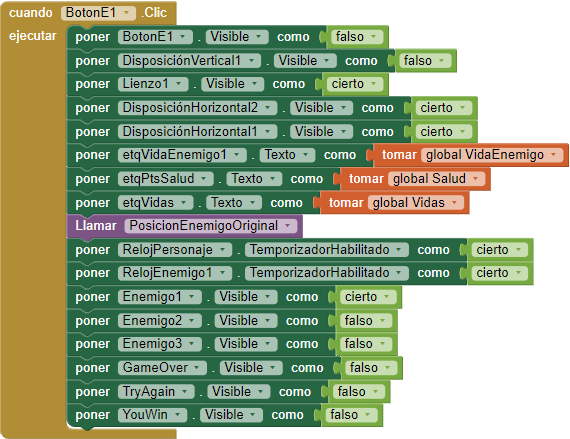 cuando BotonE1 .Clic
ejecutar poner BotonE1 . Visible como falso
poner DisposiciónVertical1 . Visible como falso
poner Lienzo1 . Visible como cierto
poner DisposiciónHorizontal2 . Visible como cierto
poner DisposiciónHorizontal1 . Visible como cierto
poner etqVidaEnemigo1 . Texto como tomar global VidaEnemigo
poner etqPtsSalud . Texto como tomar global Salud
poner etqVidas . Texto como tomar global Vidas
Llamar PosicionEnemigoOriginal
poner RelojPersonaje . TemporizadorHabilitado como cierto
poner RelojEnemigo1 . TemporizadorHabilitado como cierto
poner Enemigo1 . Visible como cierto
poner Enemigo2 . Visible como falso
poner Enemigo3 . Visible como falso
poner GameOver . Visible como falso
poner TryAgain . Visible como falso
poner YouWin . Visible como falso